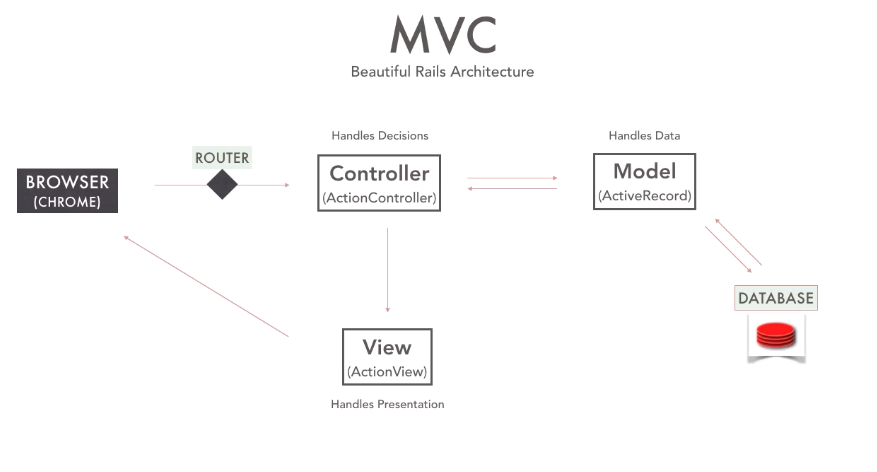 MVC
Beautiful Rails Architecture
Handles Decisions
Handles Data
ROUTER
BROWSER
(CHROME)
Controller
(ActionController)
Model
(ActiveRecord)
DATABASE
View
(ActionView)
Handles Presentation